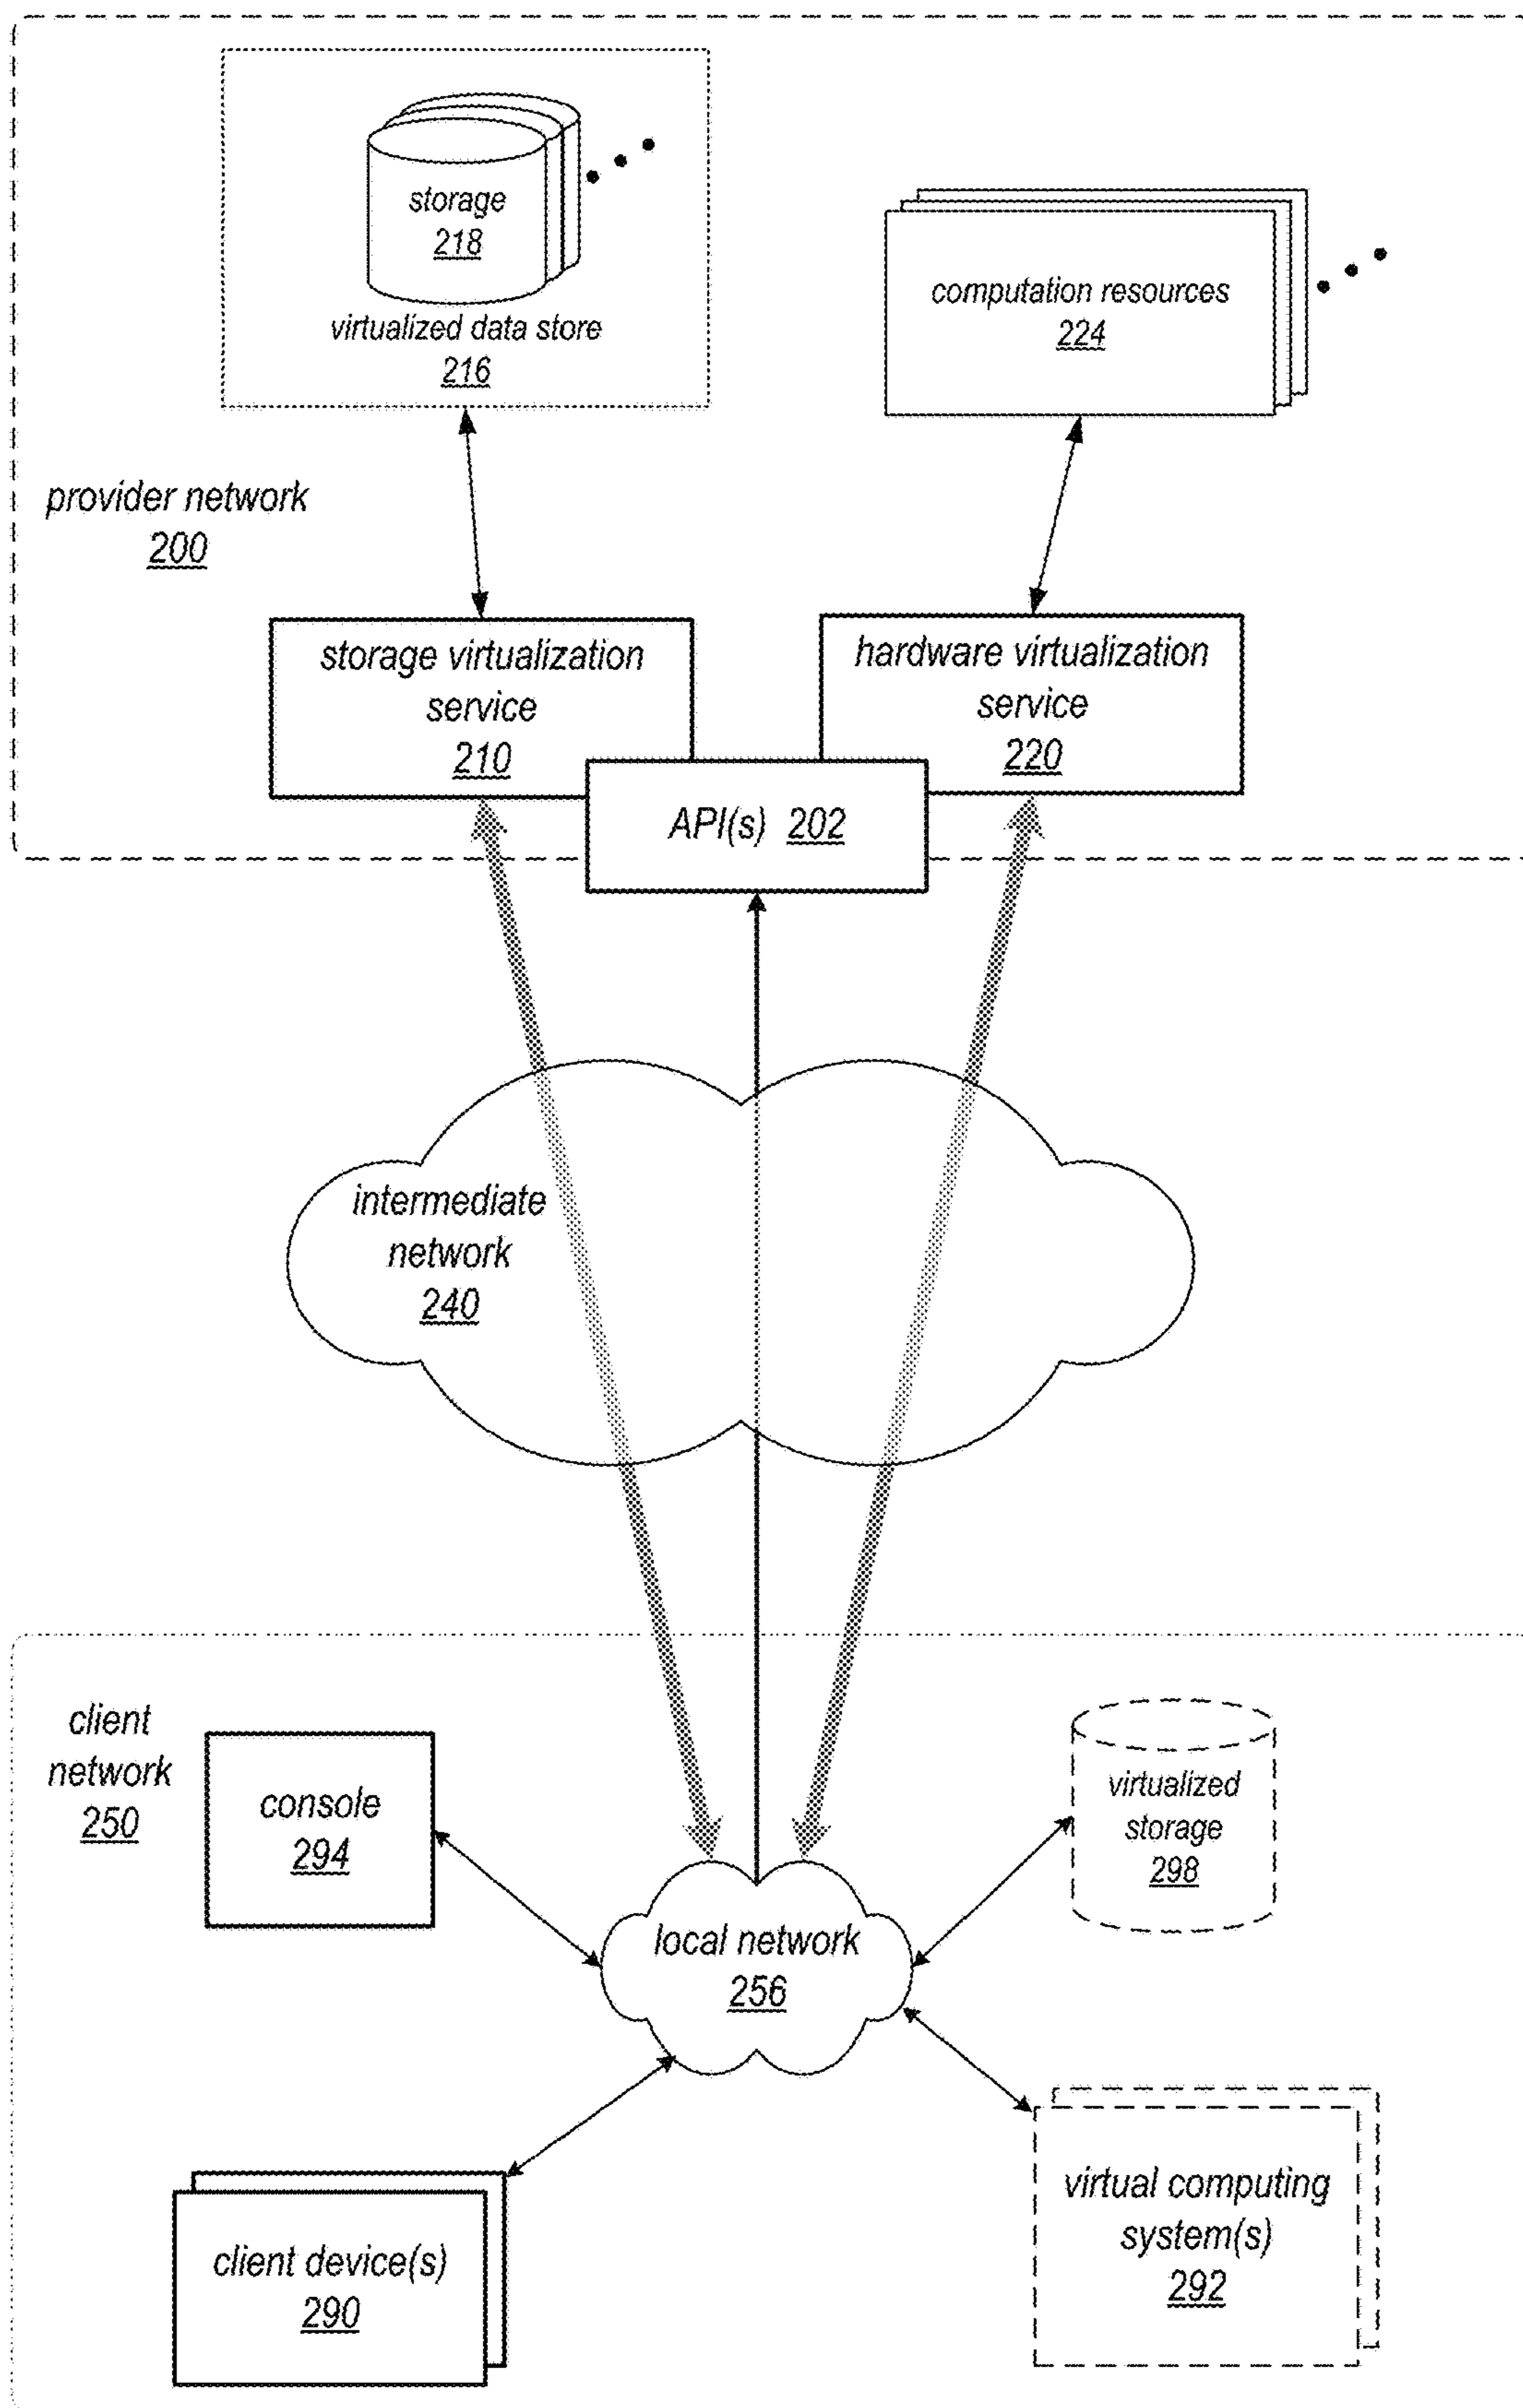 storage
218
virtualized data store
216
computation resources
224
provider network
200
storage virtualization
service
210
hardware virtualization
service
220
API(s) 202
intermediate
network
240
client
network
250
console
294
virtualized
storage
298
local network
256
client device(s)
290
virtual computing
system(s)
292